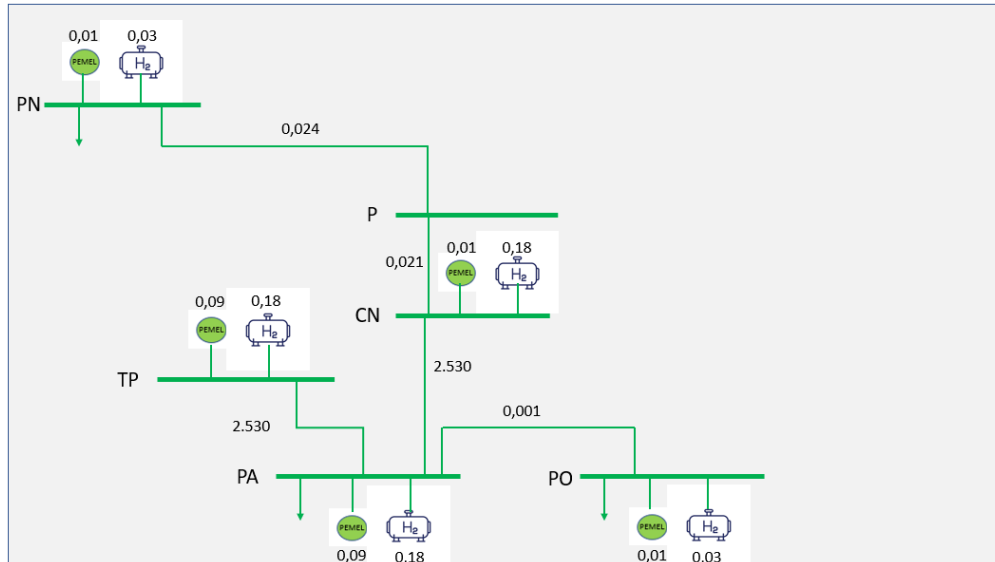 0,01 0,03
PEMEL H₂
PN
0,024
P
0,01 0,18
0,021
PEMEL H₂
0,09 0,18
CN
PEMEL H₂
2.530
TP
0,001
2.530
PA PO
PEMEL H₂ PEMEL H₂
0,09 0.18 0,01 0,03